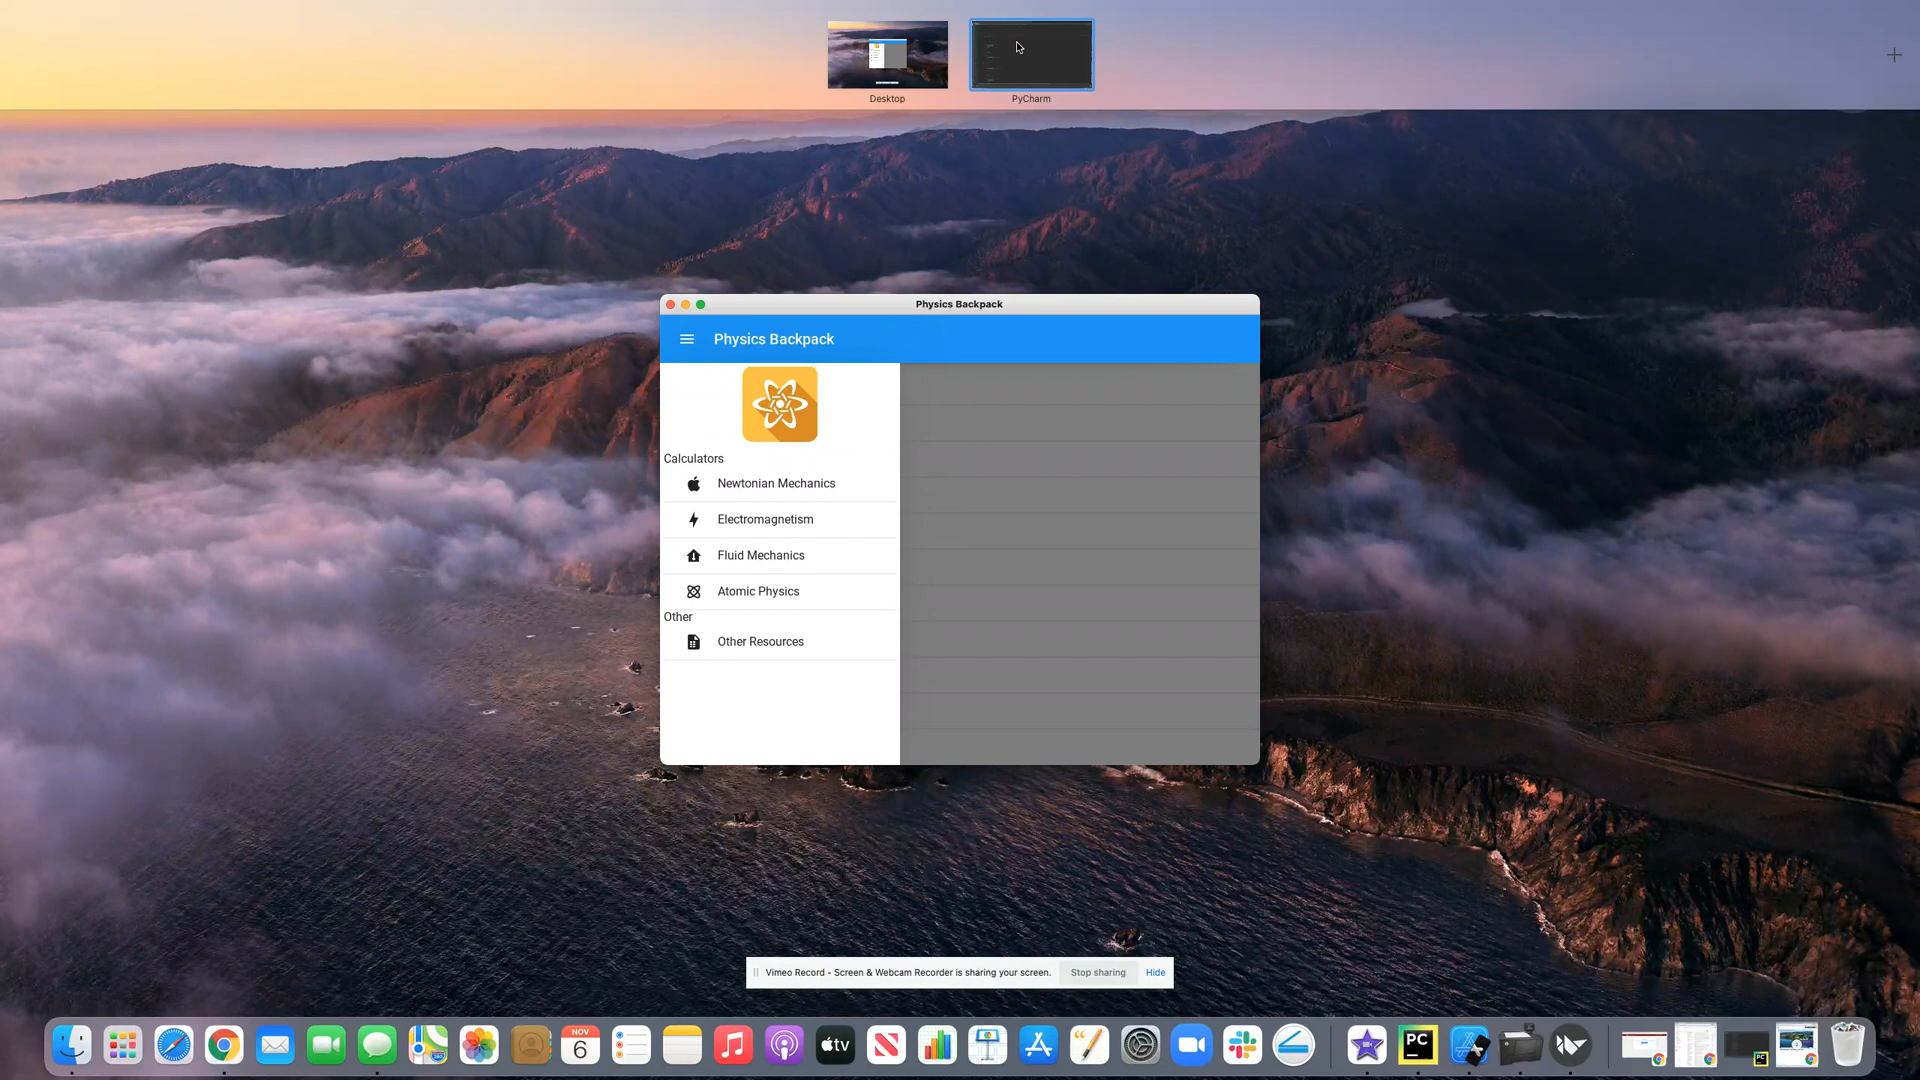 Desktop
PyCharm
Physics Backpack
Physics Backpack
Calculators
Newtonian Mechanics
Electromagnetism
Fluid Mechanics
Atomic Physics
Other
Other Resources
Vimeo Record - Screen & Webcam Recorder is sharing your screen.
Stop sharing
Hide
NOV
6
tv
PC